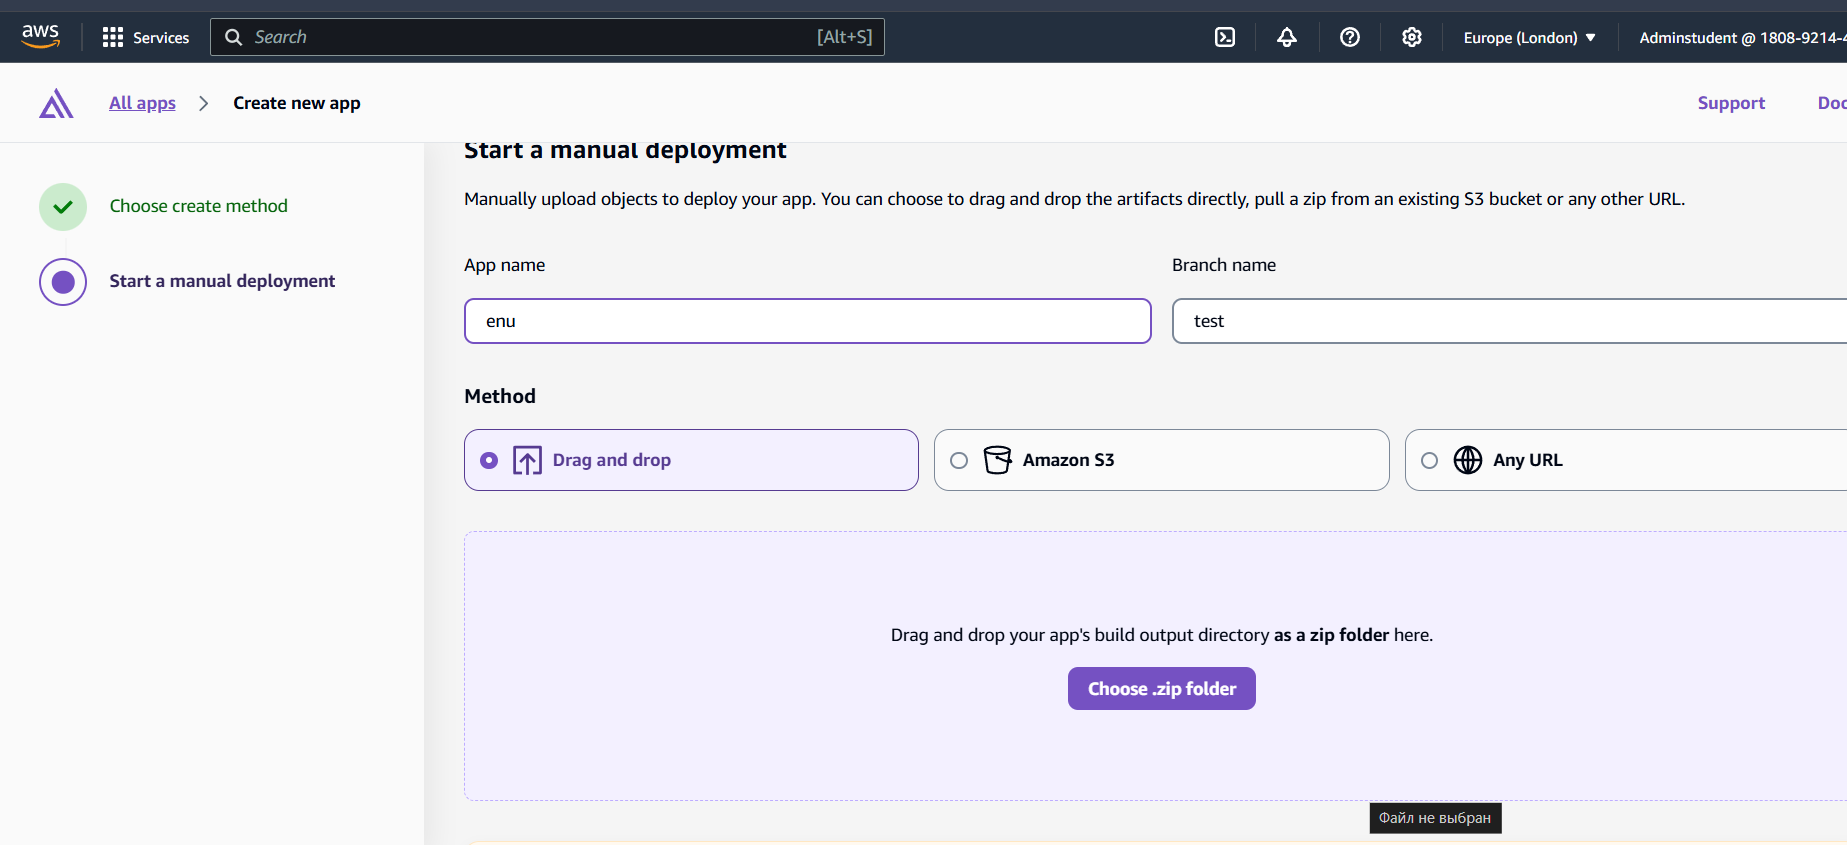 aws
Services
Search [Alt+S]
Europe (London)
Adminstudent @ 1808-9214-
All apps
Create new app
Support
Start a manual deployment
Choose create method
Start a manual deployment
Manually upload objects to deploy your app. You can choose to drag and drop the artifacts directly, pull a zip from an existing S3 bucket or any other URL.
App name
Branch name
enu
test
Method
Drag and drop
Amazon S3
Any URL
Drag and drop your app's build output directory as a zip folder here.
Choose .zip folder
Файл не выбран